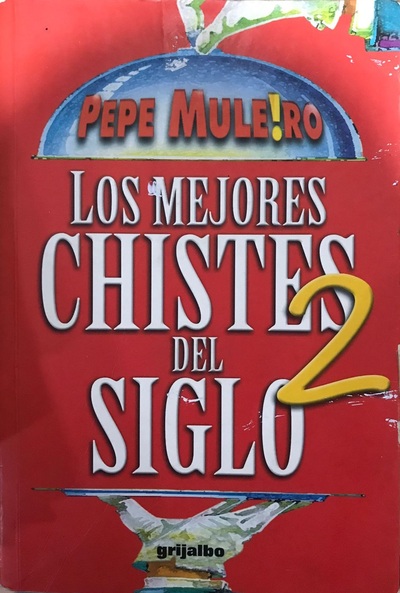 PEPE MULE!RO
LOS MEJORES
CHISTES
2
DEL
SIGLO
grijalbo